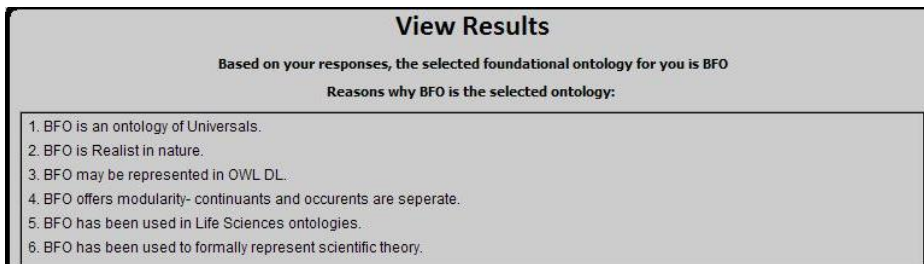 View Results
Based on your responses, the selected foundational ontology for you is BFO
Reasons why BFO is the selected ontology:
1. BFO is an ontology of Universals.
2. BFO is Realist in nature.
3. BFO may be represented in OWL DL.
4. BFO offers modularity- continuants and occurents are seperate.
5. BFO has been used in Life Sciences ontologies.
6. BFO has been used to formally represent scientific theory.